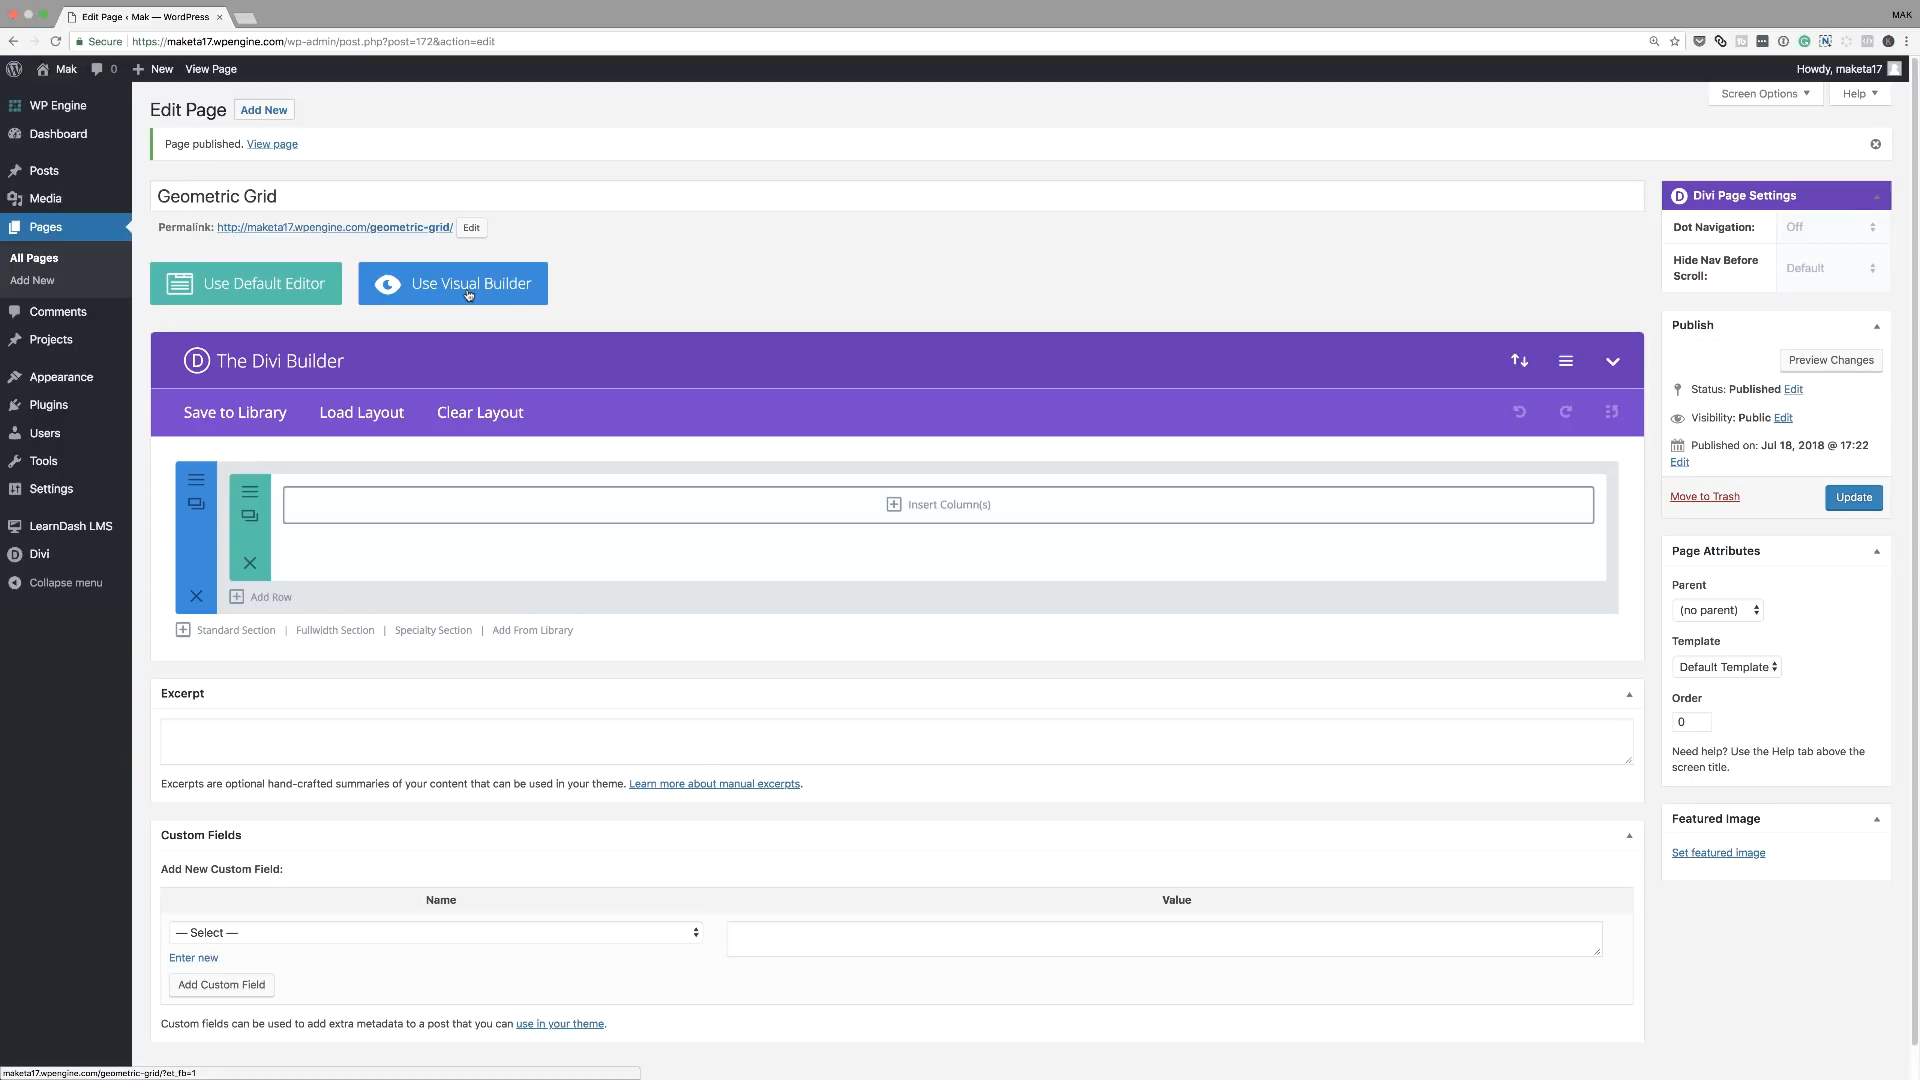 Edit Page ‹ Mak — WordPress
MAK
Secure https://maketa17.wpengine.com/wp-admin/post.php?post=172&action=edit
Mak 0 New View Page
Howdy, maketa17
WP Engine
Dashboard
Posts
Media
Pages
All Pages
Add New
Comments
Projects
Appearance
Plugins
Users
Tools
Settings
LearnDash LMS
Divi
Collapse menu
Screen Options
Help
Edit Page Add New
Page published. View page
Geometric Grid
Permalink: http://maketa17.wpengine.com/geometric-grid/ Edit
Use Default Editor
Use Visual Builder
The Divi Builder
Save to Library Load Layout Clear Layout
Insert Column(s)
Add Row
Standard Section | Fullwidth Section | Specialty Section | Add From Library
Excerpt
Excerpts are optional hand-crafted summaries of your content that can be used in your theme. Learn more about manual excerpts.
Custom Fields
Add New Custom Field:
Name Value
— Select —
Enter new
Add Custom Field
Custom fields can be used to add extra metadata to a post that you can use in your theme.
Divi Page Settings
Dot Navigation: Off
Hide Nav Before
Scroll:
Default
Publish
Preview Changes
Status: Published Edit
Visibility: Public Edit
Published on: Jul 18, 2018 @ 17:22
Edit
Move to Trash
Update
Page Attributes
Parent
(no parent)
Template
Default Template
Order
0
Need help? Use the Help tab above the
screen title.
Featured Image
Set featured image
maketa17.wpengine.com/geometric-grid/?et_fb=1